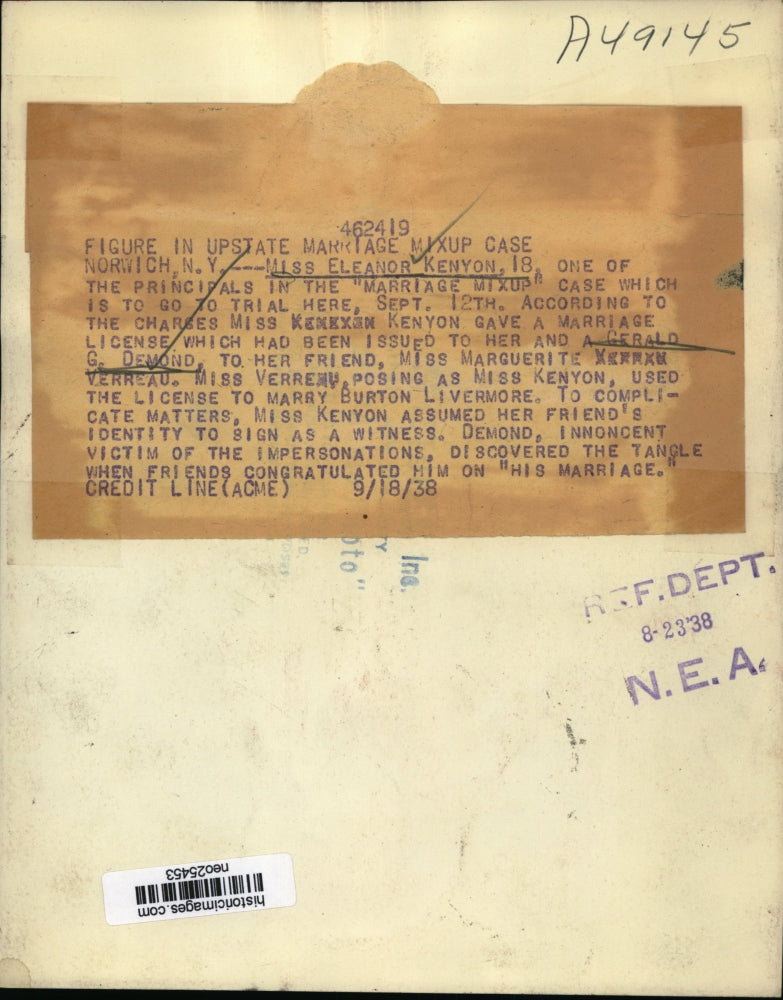 A49145
462419
FIGURE IN UPSTATE MARRIAGE MIXUP CASE
NORWICH, N.Y.---MISS ELEANOR KENYON, 18, ONE OF
THE PRINCIPALS IN THE "MARRIAGE MIXUP" CASE WHICH
IS TO GO TO TRIAL HERE, SEPT. 12TH. ACCORDING TO
THE CHARGES MISS KENYON GAVE A MARRIAGE
LICENSE WHICH HAD BEEN ISSUED TO HER AND A GERALD
G. DEMOND, TO HER FRIEND, MISS MARGUERITE
VERREAU. MISS VERREAU, POSING AS MISS KENYON, USED
THE LICENSE TO MARRY BURTON LIVERMORE. TO COMPLI-
CATE MATTERS, MISS KENYON ASSUMED HER FRIEND'S
IDENTITY TO SIGN AS A WITNESS. DEMOND, INNONCENT
VICTIM OF THE IMPERSONATIONS, DISCOVERED THE TANGLE
WHEN FRIENDS CONGRATULATED HIM ON "HIS MARRIAGE."
CREDIT LINE(ACME) 9/18/38
Inc.
REF. DEPT.
8-23'38
N. E. A.
neo25453
historicimages.com